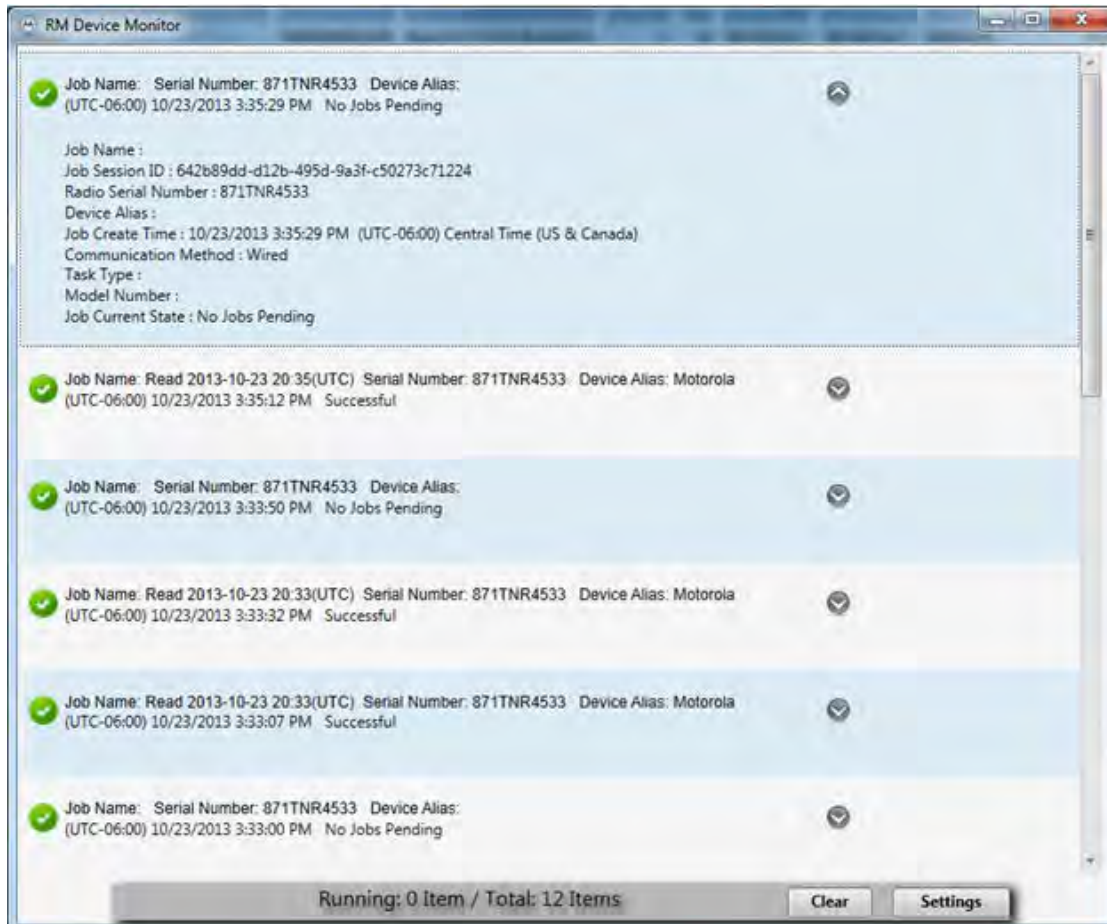 RM Device Monitor
Job Name:   Serial Number: 871TNR4533   Device Alias:
(UTC-06:00) 10/23/2013 3:35:29 PM   No Jobs Pending
Job Name :
Job Session ID : 642b89dd-d12b-495d-9a3f-c50273c71224
Radio Serial Number : 871TNR4533
Device Alias :
Job Create Time : 10/23/2013 3:35:29 PM  (UTC-06:00) Central Time (US & Canada)
Communication Method : Wired
Task Type :
Model Number :
Job Current State : No Jobs Pending
Job Name: Read 2013-10-23 20:35(UTC)  Serial Number: 871TNR4533   Device Alias: Motorola
(UTC-06:00) 10/23/2013 3:35:12 PM   Successful
Job Name:   Serial Number: 871TNR4533   Device Alias:
(UTC-06:00) 10/23/2013 3:33:50 PM   No Jobs Pending
Job Name: Read 2013-10-23 20:33(UTC)  Serial Number: 871TNR4533   Device Alias: Motorola
(UTC-06:00) 10/23/2013 3:33:32 PM   Successful
Job Name: Read 2013-10-23 20:33(UTC)  Serial Number: 871TNR4533   Device Alias: Motorola
(UTC-06:00) 10/23/2013 3:33:07 PM   Successful
Job Name:   Serial Number: 871TNR4533   Device Alias:
(UTC-06:00) 10/23/2013 3:33:00 PM   No Jobs Pending
Running: 0 Item / Total: 12 Items   Clear   Settings